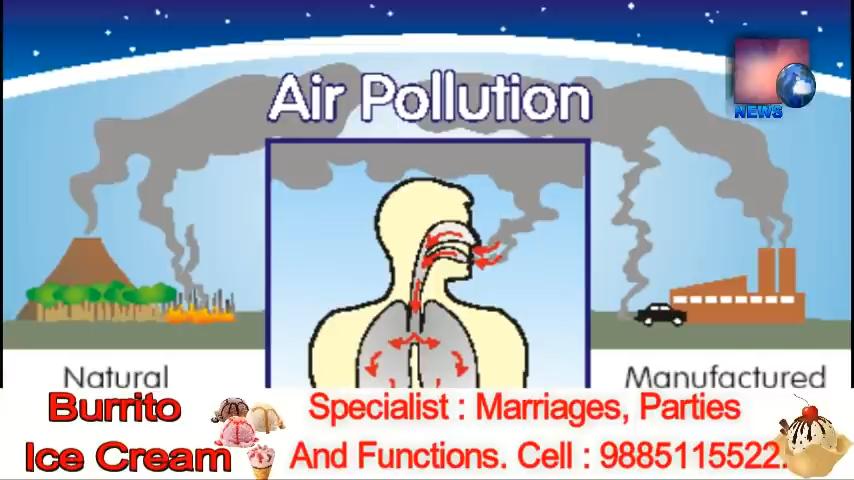 Air Pollution
NEWS
Natural
Manufactured
Burrito
Ice Cream
Specialist : Marriages, Parties
And Functions. Cell : 9885115522.